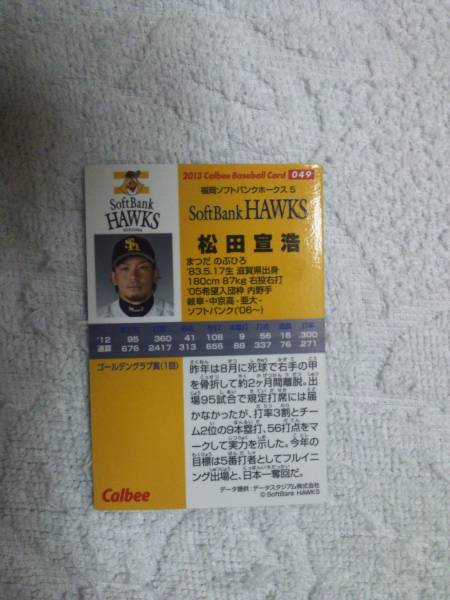 2013 Calbee Baseball Card 049
福岡ソフトバンクホークス 5
SoftBank HAWKS
SoftBank
HAWKS
松田宣浩
まつだ のぶひろ
'83.5.17生 滋賀県出身
180cm 87kg 右投右打
'05希望入団枠 内野手
岐阜・中京高-亜大-
ソフトバンク('06〜)
'12 95 360 41 108 9 56 16 .300
通算 676 2417 313 655 88 337 76 .271
ゴールデングラブ賞(1回)
昨年は8月に死球で右手の甲
を骨折して約2ヶ月間離脱。出
場95試合で規定打席には届
かなかったが、打率3割とチー
ム2位の9本塁打、56打点をマ
ークして実力を示した。今年の
目標は5番打者としてフルイニ
ング出場と、日本一奪回だ。
Calbee
データ提供：データスタジアム株式会社
© SoftBank HAWKS